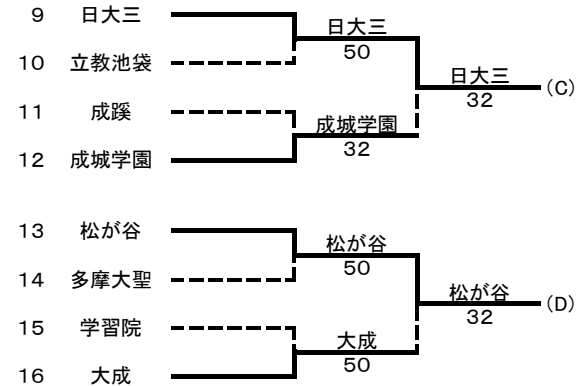 9 日大三
日大三
50
10 立教池袋
日大三 (C)
32
11 成蹊
成城学園
32
12 成城学園
13 松が谷
松が谷
50
14 多摩大聖
松が谷 (D)
32
15 学習院
大成
50
16 大成